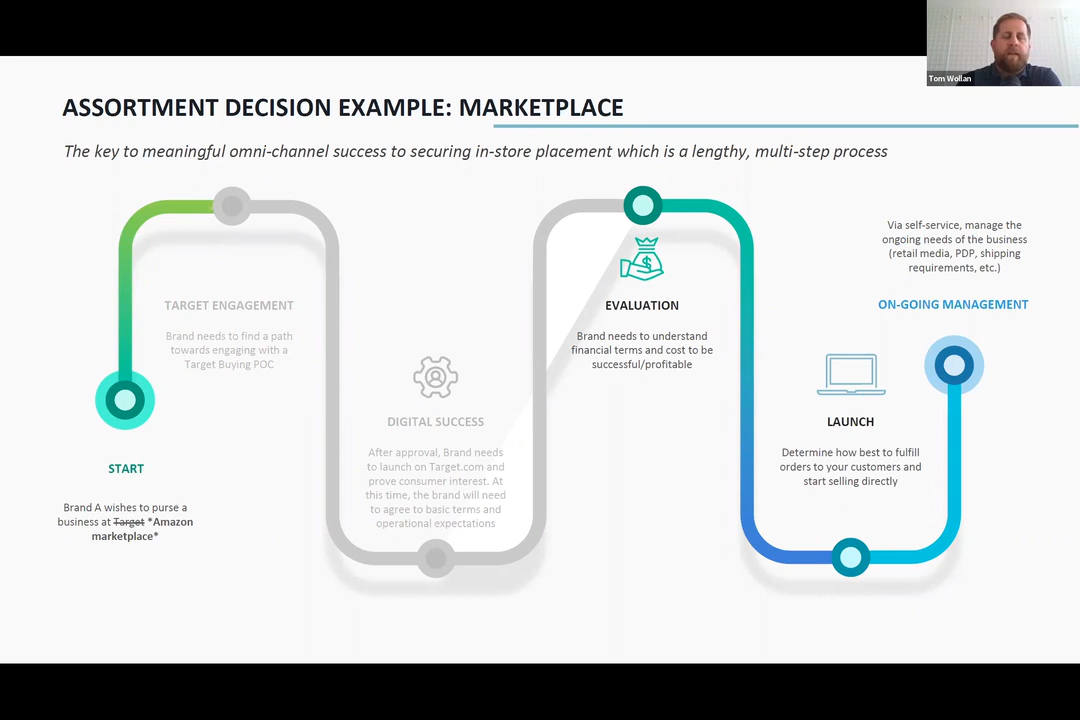 Tom Wollan
ASSORTMENT DECISION EXAMPLE: MARKETPLACE
The key to meaningful omni-channel success to securing in-store placement which is a lengthy, multi-step process
START
Brand A wishes to purse a
business at Target *Amazon
marketplace*
TARGET ENGAGEMENT
Brand needs to find a path
towards engaging with a
Target Buying POC
DIGITAL SUCCESS
After approval, Brand needs
to launch on Target.com and
prove consumer interest. At
this time, the brand will need
to agree to basic terms and
operational expectations
$
EVALUATION
Brand needs to understand
financial terms and cost to be
successful/profitable
LAUNCH
Determine how best to fulfill
orders to your customers and
start selling directly
Via self-service, manage the
ongoing needs of the business
(retail media, PDP, shipping
requirements, etc.)
ON-GOING MANAGEMENT